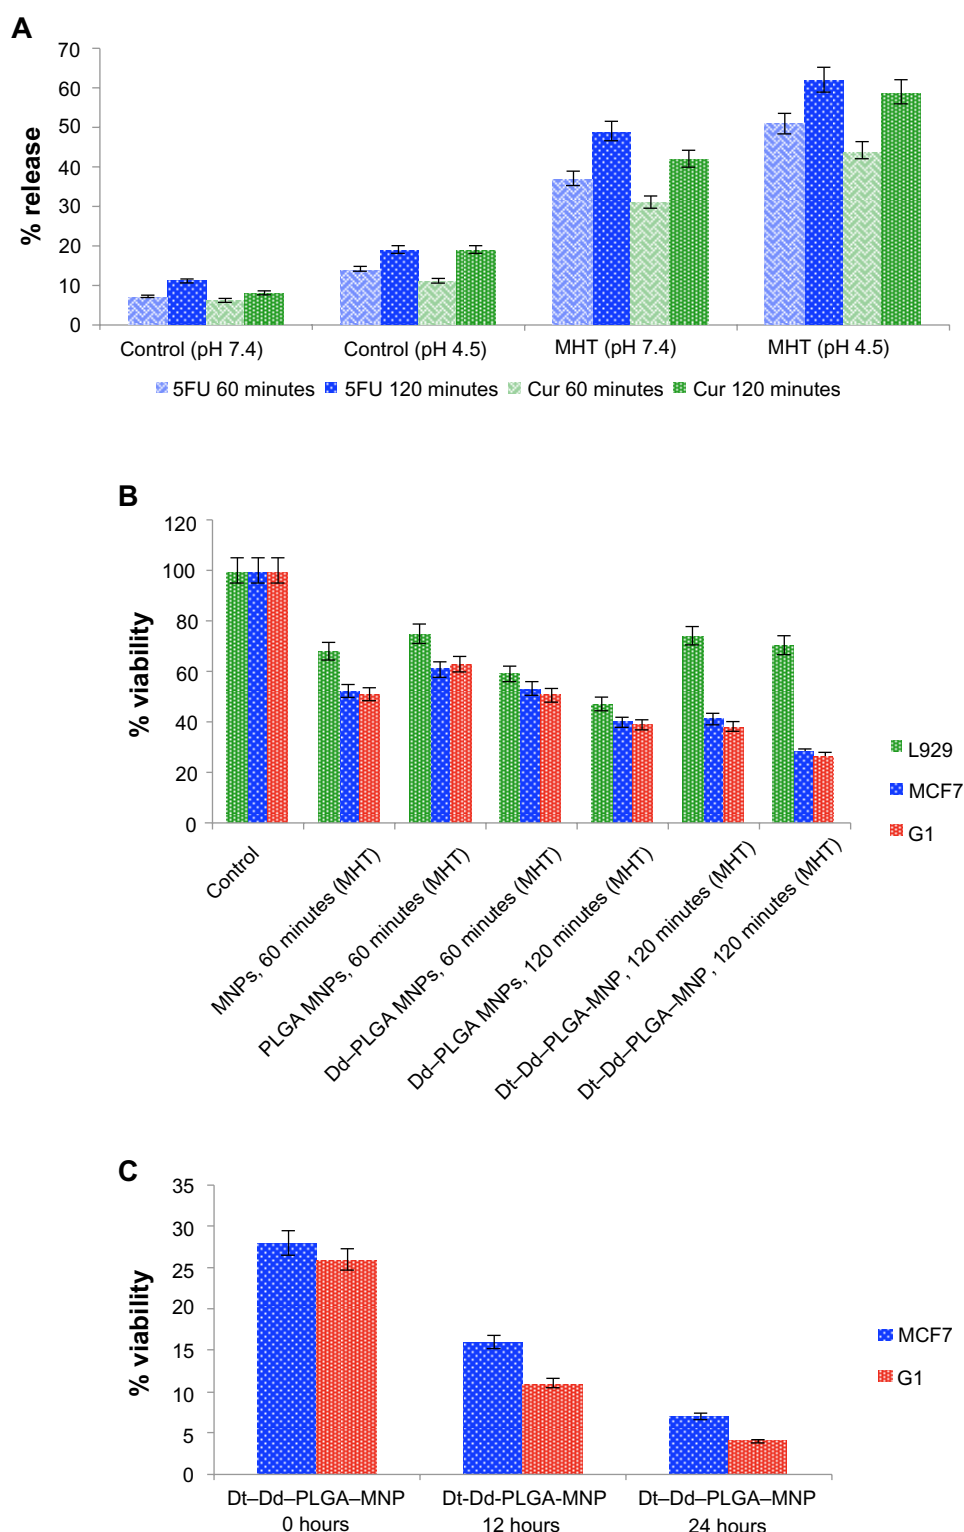 A
70
60
50
40
30
20
10
0
% release
Control (pH 7.4)
Control (pH 4.5)
MHT (pH 7.4)
MHT (pH 4.5)
5FU 60 minutes
5FU 120 minutes
Cur 60 minutes
Cur 120 minutes
B
120
100
80
60
40
20
0
% viability
Control
MNPs, 60 minutes (MHT)
PLGA MNPs, 60 minutes (MHT)
Dd–PLGA MNPs, 60 minutes (MHT)
Dd–PLGA MNPs, 120 minutes (MHT)
Dt–Dd–PLGA-MNP, 120 minutes (MHT)
Dt–Dd–PLGA–MNP, 120 minutes (MHT)
L929
MCF7
G1
C
35
30
25
20
15
10
5
0
% viability
Dt–Dd–PLGA–MNP
0 hours
Dt-Dd-PLGA-MNP
12 hours
Dt–Dd–PLGA–MNP
24 hours
MCF7
G1